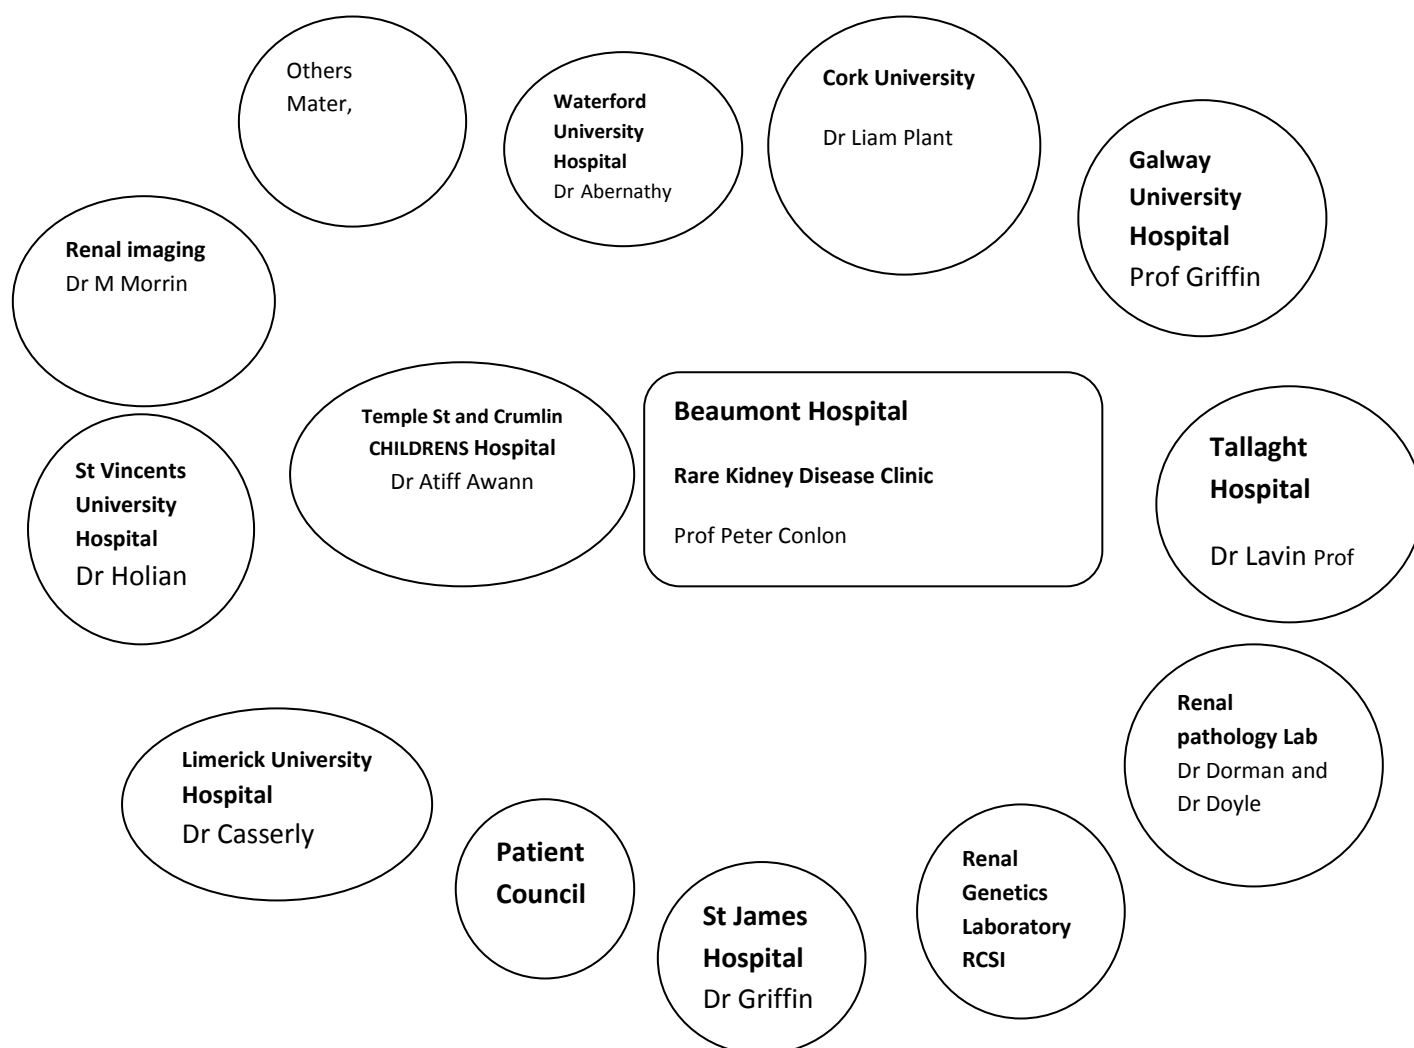 Others
Mater,
Waterford
University
Hospital
Dr Abernathy
Cork University
Dr Liam Plant
Galway
University
Hospital
Prof Griffin
Renal imaging
Dr M Morrin
Temple St and Crumlin
CHILDRENS Hospital
Dr Atiff Awann
Beaumont Hospital
Rare Kidney Disease Clinic
Prof Peter Conlon
Tallaght
Hospital
Dr Lavin Prof
St Vincents
University
Hospital
Dr Holian
Renal
pathology Lab
Dr Dorman and
Dr Doyle
Limerick University
Hospital
Dr Casserly
Patient
Council
St James
Hospital
Dr Griffin
Renal
Genetics
Laboratory
RCSI